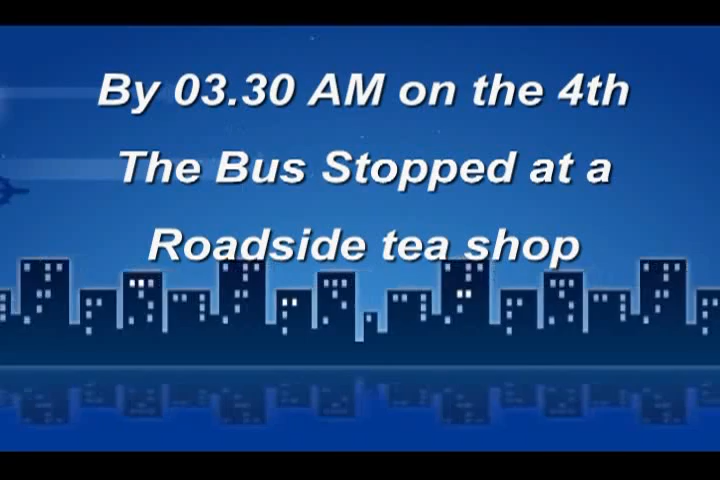 By 03.30 AM on the 4th
The Bus Stopped at a
Roadside tea shop